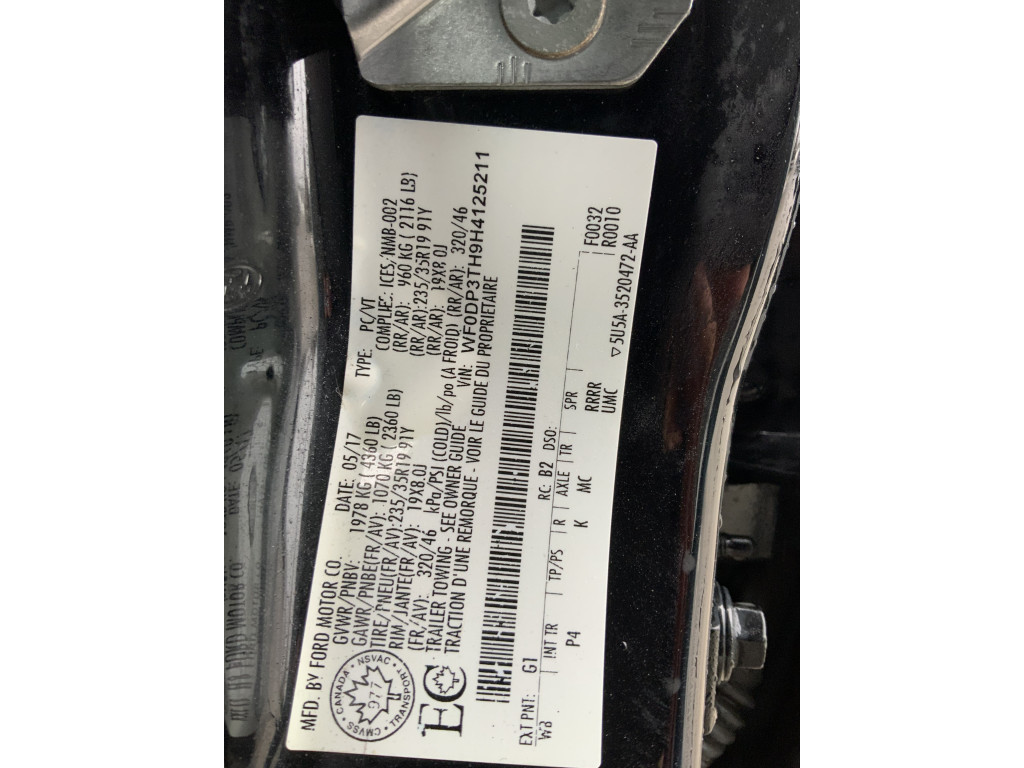 MFD. BY FORD MOTOR CO. DATE: 05/17 TYPE: PC/VT
GVWR/PNBV: 1978 KG ( 4360 LB) COMPLIES: ICES/NMB-002
GAWR/PNBE(FR/AV): 1070 KG ( 2360 LB) (RR/AR): 960 KG ( 2116 LB)
TIRE/PNEU(FR/AV):235/35R19 91Y (RR/AR):235/35R19 91Y
RIM/JANTE(FR/AV): 19X8.0J (RR/AR): 19X8.0J
(FR/AV): 320/46 kPa/PSI (COLD)/lb/po (A FROID) (RR/AR): 320/46
TRAILER TOWING - SEE OWNER GUIDE VIN: WF0DP3TH9H4125211
TRACTION D'UNE REMORQUE - VOIR LE GUIDE DU PROPRIETAIRE
CMVSS • CANADA • NSVAC • TRANSPORT
977
EC
EXT PNT: G1 RC: B2 DSO:
WB INT TR TP/PS R AXLE TR SPR F0032
P4 K MC RRRR R0010
UMC
5U5A-3520472-AA